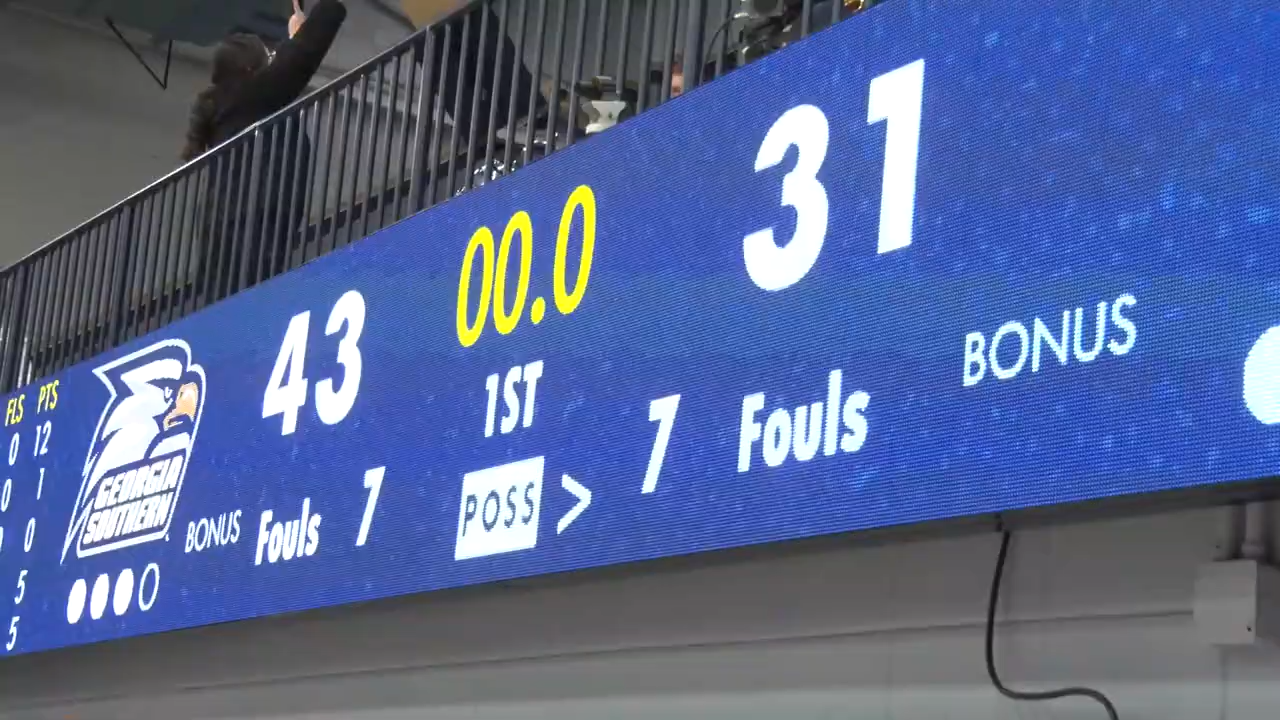 FLS PTS
0 12
0 1
0
5
5
GEORGIA
SOUTHERN
43
BONUS Fouls 7
00.0
1ST
POSS >
31
7 Fouls
BONUS